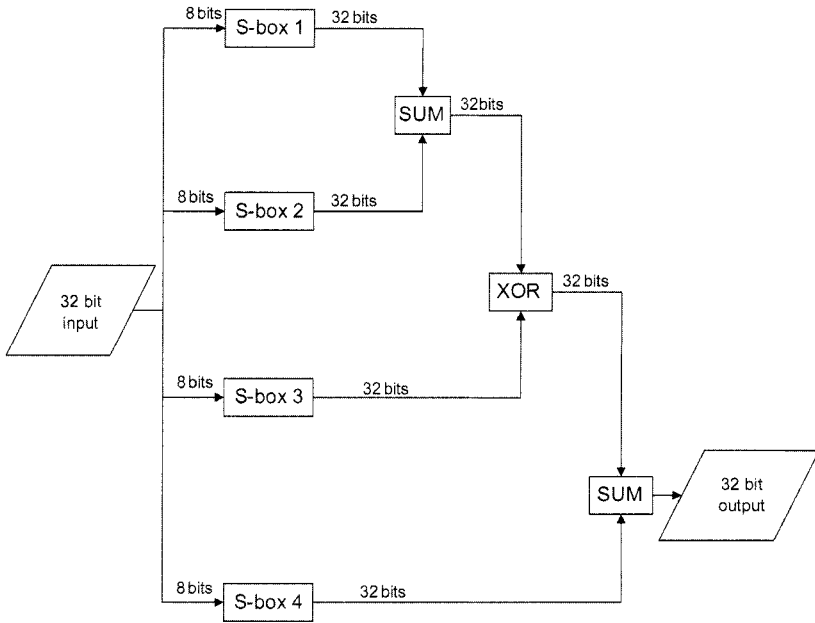 8 bits
S-box 1
32 bits
SUM
32bits
8 bits
S-box 2
32 bits
32 bit
input
XOR
32 bits
8 bits
S-box 3
32 bits
SUM
32 bit
output
8 bits
S-box 4
32 bits